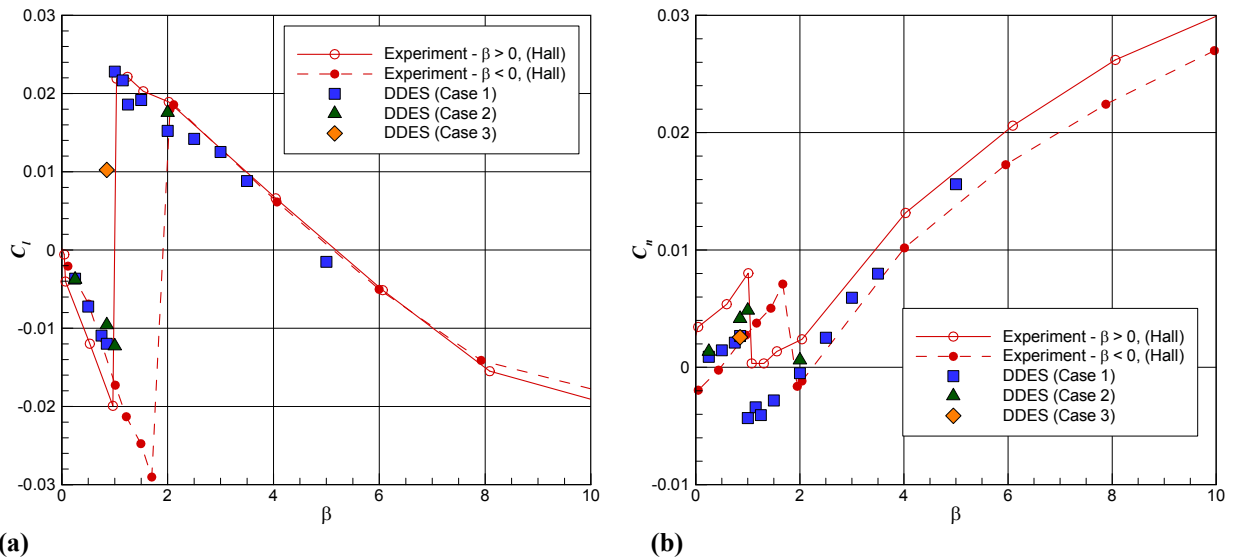 0.03
0.02
0.01
0
-0.01
-0.02
-0.03
C_l
0 2 4 6 8 10
β
Experiment - β > 0, (Hall)
Experiment - β < 0, (Hall)
DDES (Case 1)
DDES (Case 2)
DDES (Case 3)
(a)
0.03
0.02
0.01
0
-0.01
C_n
0 2 4 6 8 10
β
Experiment - β > 0, (Hall)
Experiment - β < 0, (Hall)
DDES (Case 1)
DDES (Case 2)
DDES (Case 3)
(b)